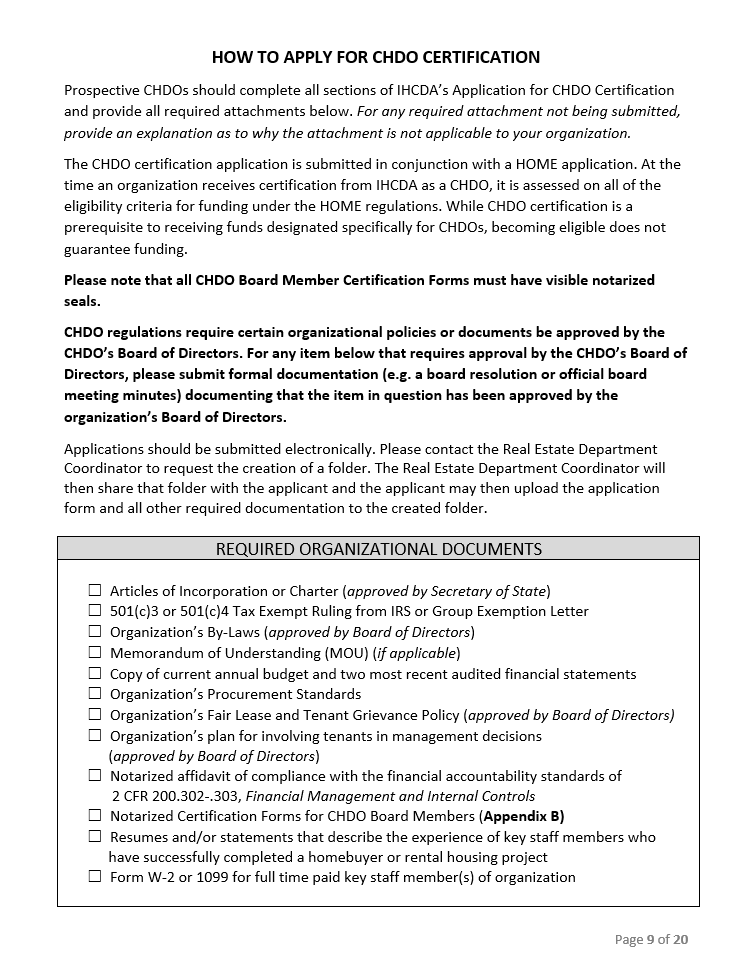 HOW TO APPLY FOR CHDO CERTIFICATION
Prospective CHDOs should complete all sections of IHCDA’s Application for CHDO Certification
and provide all required attachments below. For any required attachment not being submitted,
provide an explanation as to why the attachment is not applicable to your organization.
The CHDO certification application is submitted in conjunction with a HOME application. At the
time an organization receives certification from IHCDA as a CHDO, it is assessed on all of the
eligibility criteria for funding under the HOME regulations. While CHDO certification is a
prerequisite to receiving funds designated specifically for CHDOs, becoming eligible does not
guarantee funding.
Please note that all CHDO Board Member Certification Forms must have visible notarized
seals.
CHDO regulations require certain organizational policies or documents be approved by the
CHDO’s Board of Directors. For any item below that requires approval by the CHDO’s Board of
Directors, please submit formal documentation (e.g. a board resolution or official board
meeting minutes) documenting that the item in question has been approved by the
organization’s Board of Directors.
Applications should be submitted electronically. Please contact the Real Estate Department
Coordinator to request the creation of a folder. The Real Estate Department Coordinator will
then share that folder with the applicant and the applicant may then upload the application
form and all other required documentation to the created folder.
REQUIRED ORGANIZATIONAL DOCUMENTS
☐ Articles of Incorporation or Charter (approved by Secretary of State)
☐ 501(c)3 or 501(c)4 Tax Exempt Ruling from IRS or Group Exemption Letter
☐ Organization’s By-Laws (approved by Board of Directors)
☐ Memorandum of Understanding (MOU) (if applicable)
☐ Copy of current annual budget and two most recent audited financial statements
☐ Organization’s Procurement Standards
☐ Organization’s Fair Lease and Tenant Grievance Policy (approved by Board of Directors)
☐ Organization’s plan for involving tenants in management decisions
(approved by Board of Directors)
☐ Notarized affidavit of compliance with the financial accountability standards of
2 CFR 200.302-.303, Financial Management and Internal Controls
☐ Notarized Certification Forms for CHDO Board Members (Appendix B)
☐ Resumes and/or statements that describe the experience of key staff members who
have successfully completed a homebuyer or rental housing project
☐ Form W-2 or 1099 for full time paid key staff member(s) of organization
Page 9 of 20